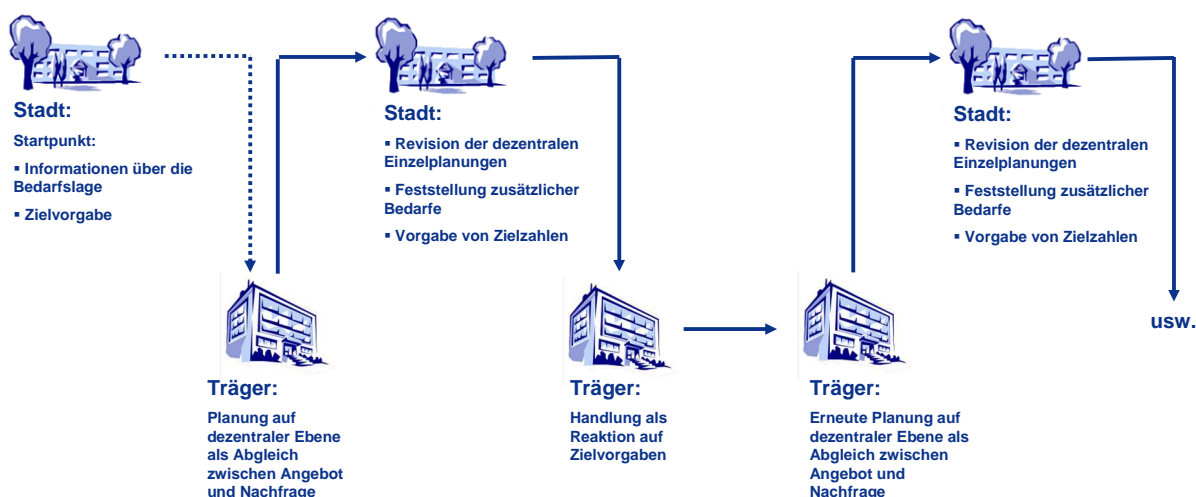 Stadt:
Startpunkt:
▪ Informationen über die
Bedarfslage
▪ Zielvorgabe
Träger:
Planung auf
dezentraler Ebene
als Abgleich
zwischen Angebot
und Nachfrage
Stadt:
▪ Revision der dezentralen
Einzelplanungen
▪ Feststellung zusätzlicher
Bedarfe
▪ Vorgabe von Zielzahlen
Träger:
Handlung als
Reaktion auf
Zielvorgaben
Träger:
Erneute Planung auf
dezentraler Ebene als
Abgleich zwischen
Angebot und
Nachfrage
Stadt:
▪ Revision der dezentralen
Einzelplanungen
▪ Feststellung zusätzlicher
Bedarfe
▪ Vorgabe von Zielzahlen
usw.